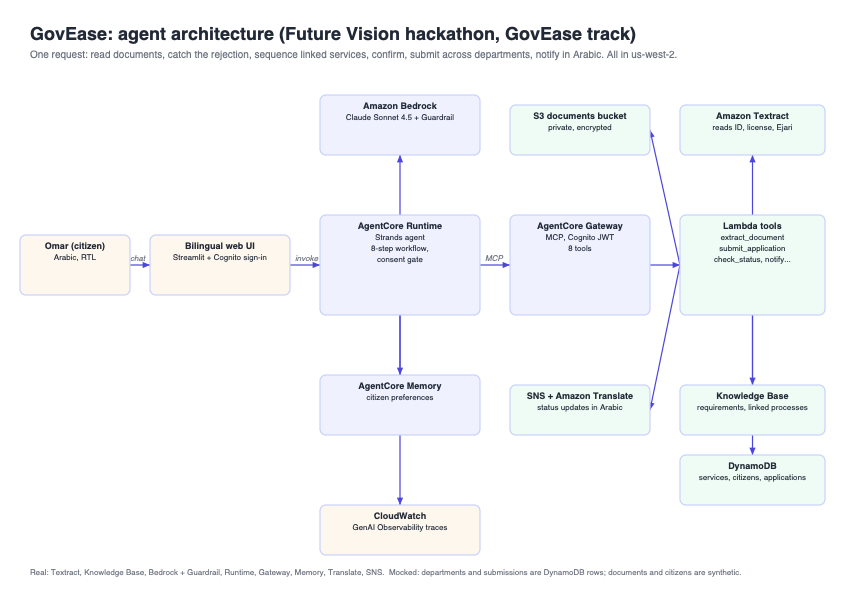 GovEase: agent architecture (Future Vision hackathon, GovEase track)
One request: read documents, catch the rejection, sequence linked services, confirm, submit across departments, notify in Arabic. All in us-west-2.
Amazon Bedrock
Claude Sonnet 4.5 + Guardrail
S3 documents bucket
private, encrypted
Amazon Textract
reads ID, license, Ejari
Omar (citizen)
Arabic, RTL
chat
Bilingual web UI
Streamlit + Cognito sign-in
invoke
AgentCore Runtime
Strands agent
8-step workflow,
consent gate
MCP
AgentCore Gateway
MCP, Cognito JWT
8 tools
Lambda tools
extract_document
submit_application
check_status, notify...
AgentCore Memory
citizen preferences
SNS + Amazon Translate
status updates in Arabic
Knowledge Base
requirements, linked processes
DynamoDB
services, citizens, applications
CloudWatch
GenAI Observability traces
Real: Textract, Knowledge Base, Bedrock + Guardrail, Runtime, Gateway, Memory, Translate, SNS. Mocked: departments and submissions are DynamoDB rows; documents and citizens are synthetic.